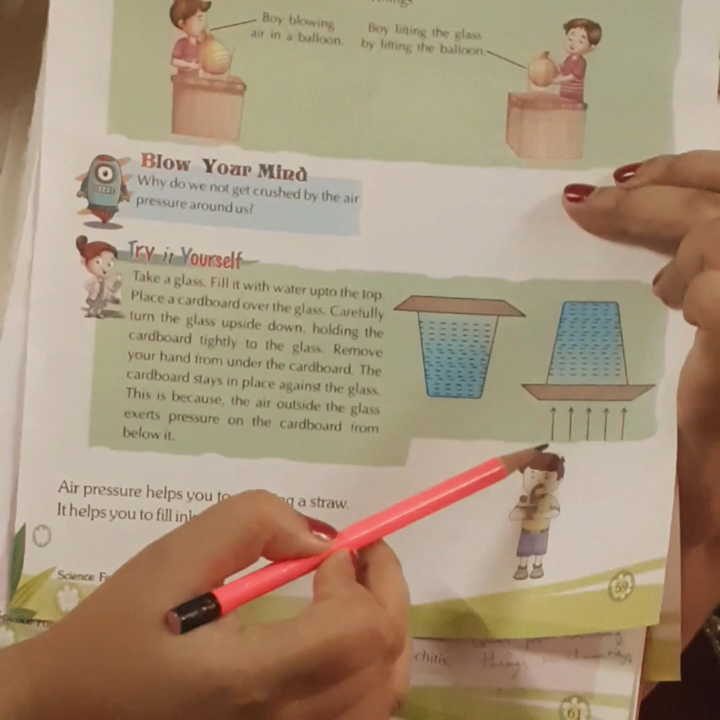 Boy blowing
air in a balloon.
Boy lifting the glass
by lifting the balloon.
Blow Your Mind
Why do we not get crushed by the air
pressure around us?
Try it Yourself
Take a glass. Fill it with water upto the top.
Place a cardboard over the glass. Carefully
turn the glass upside down, holding the
cardboard tightly to the glass. Remove
your hand from under the cardboard. The
cardboard stays in place against the glass.
This is because, the air outside the glass
exerts pressure on the cardboard from
below it.
Air pressure helps you to a straw.
It helps you to fill
Science
59
chitis
things
61